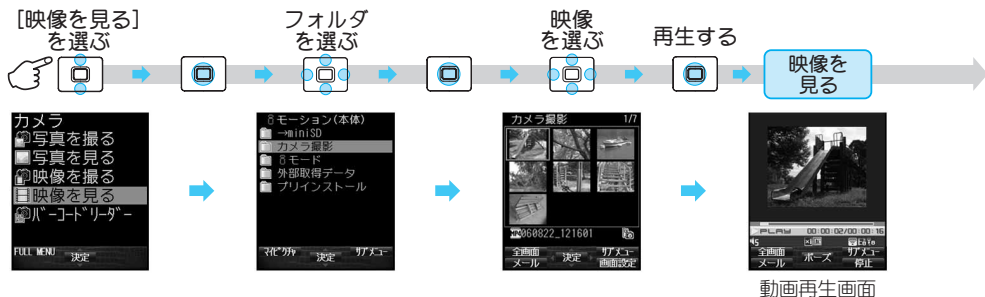 [映像を見る]
を選ぶ
フォルダ
を選ぶ
映像
を選ぶ
再生する
映像を
見る
カメラ
写真を撮る
写真を見る
映像を撮る
映像を見る
バーコードリーダー
FULL MENU
決定
iモーション(本体)
→miniSD
カメラ撮影
iモード
外部取得データ
プリインストール
マイピクチャ
決定
サブメニュー
カメラ撮影 1/7
060822_121601
全画面
メール
決定
サブメニュー
画面設定
PLAY 00:00:02/00:00:16
5
全画面
メール
ポーズ
サブメニュー
停止
動画再生画面